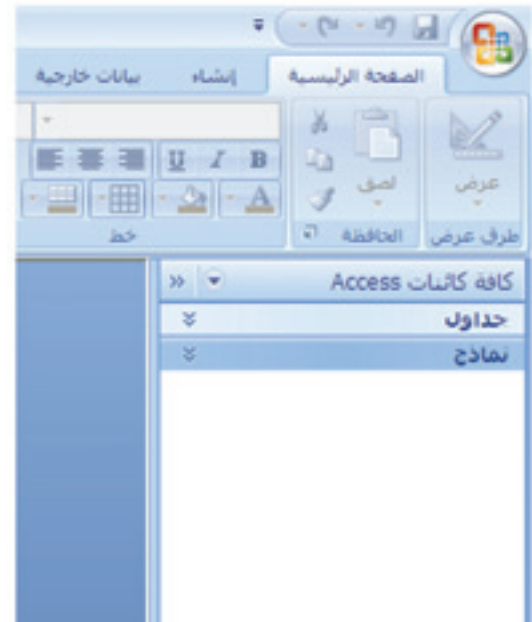 الصفحة الرئيسية إنشاء بيانات خارجية
عرض لصق
U I B
A
طرق عرض الحافظة خط
كافة كائنات Access
جداول
نماذج